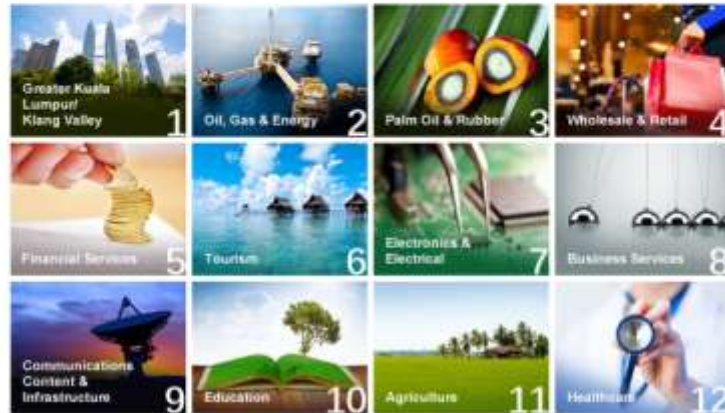 Greater Kuala
Lumpur/
Klang Valley
1
Oil, Gas & Energy
2
Palm Oil & Rubber
3
Wholesale & Retail
4
Financial Services
5
Tourism
6
Electronics &
Electrical
7
Business Services
8
Communications
Content &
Infrastructure
9
Education
10
Agriculture
11
Healthcare
12